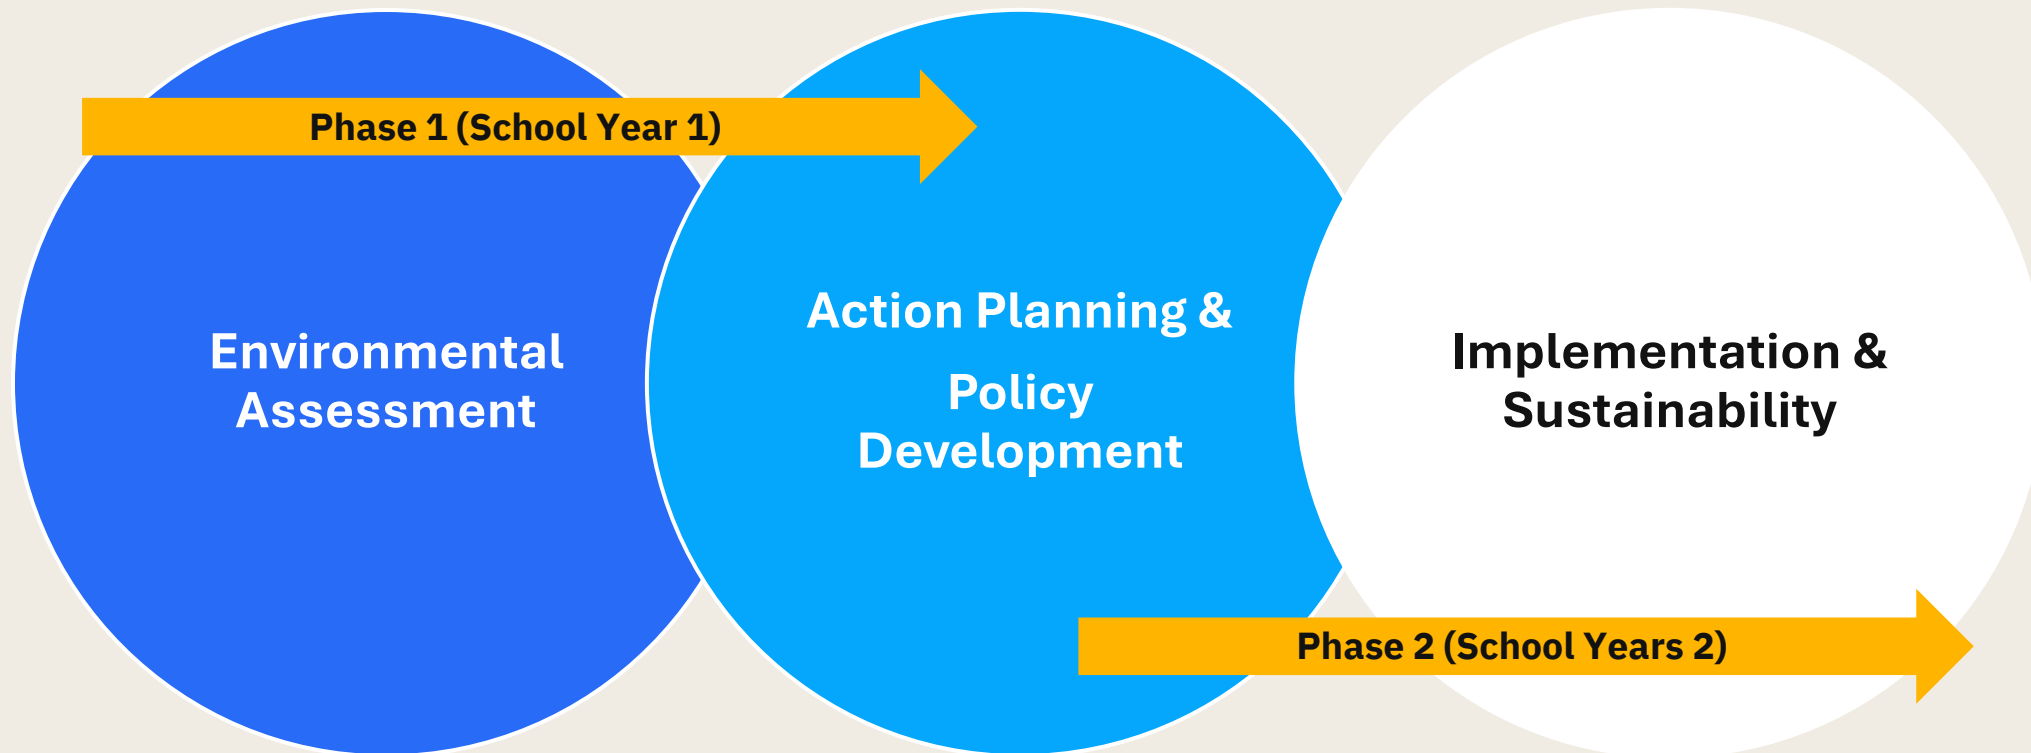 Phase 1 (School Year 1)
Environmental
Assessment
Action Planning &
Policy
Development
Implementation &
Sustainability
Phase 2 (School Years 2)